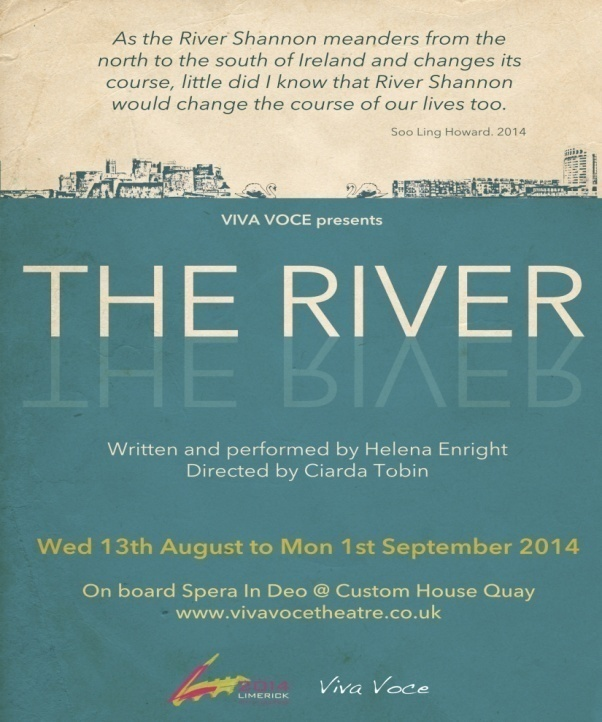 As the River Shannon meanders from the
north to the south of Ireland and changes its
course, little did I know that River Shannon
would change the course of our lives too.
Soo Ling Howard. 2014
VIVA VOCE presents
THE RIVER
THE RIVER
Written and performed by Helena Enright
Directed by Ciarda Tobin
Wed 13th August to Mon 1st September 2014
On board Spera In Deo @ Custom House Quay
www.vivavocetheatre.co.uk
2014
LIMERICK
Viva Voce